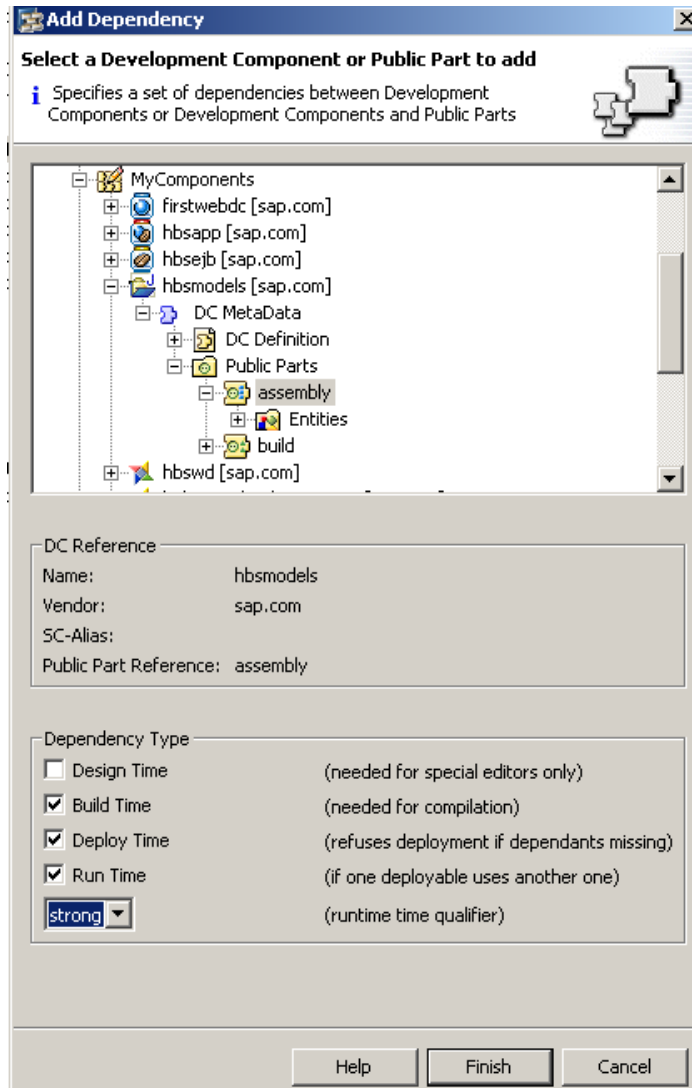 Add Dependency
Select a Development Component or Public Part to add
Specifies a set of dependencies between Development
Components or Development Components and Public Parts
MyComponents
firstwebdc [sap.com]
hbsapp [sap.com]
hbsejb [sap.com]
hbsmodels [sap.com]
DC MetaData
DC Definition
Public Parts
assembly
Entities
build
hbswd [sap.com]
DC Reference
Name: hbsmodels
Vendor: sap.com
SC-Alias:
Public Part Reference: assembly
Dependency Type
Design Time (needed for special editors only)
Build Time (needed for compilation)
Deploy Time (refuses deployment if dependants missing)
Run Time (if one deployable uses another one)
strong (runtime time qualifier)
Help Finish Cancel